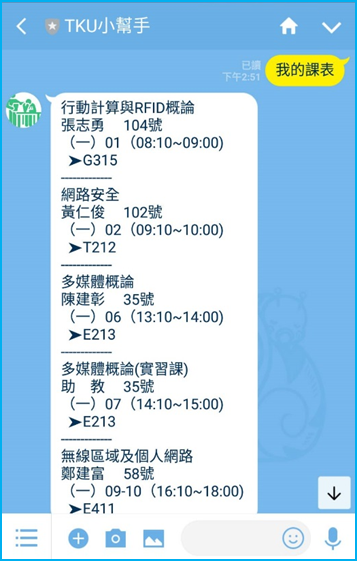 TKU小幫手
已讀
下午2:51
我的課表
行動計算與RFID概論
張志勇　104號
（一）01（08:10~09:00)
➤G315
-------------
網路安全
黃仁俊　102號
（一）02（09:10~10:00)
➤T212
-------------
多媒體概論
陳建彰　35號
（一）06（13:10~14:00)
➤E213
-------------
多媒體概論(實習課)
助　教　35號
（一）07（14:10~15:00)
➤E213
-------------
無線區域及個人網路
鄭建富　58號
（一）09-10（16:10~18:00)
➤E411